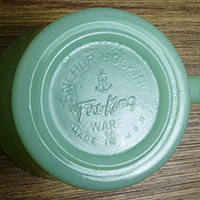 ANCHOR HOCKING
Fire-King
WARE
MADE IN U.S.A.